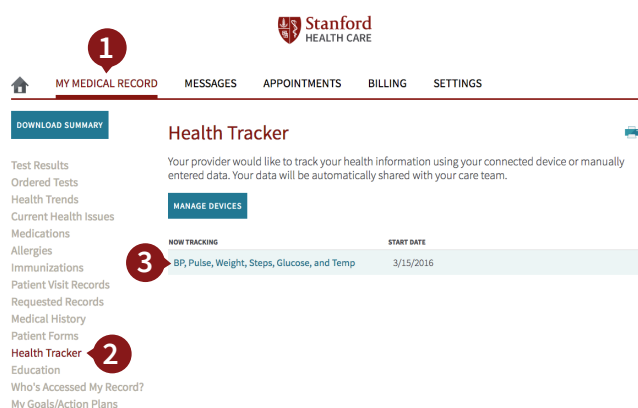 Stanford
HEALTH CARE
1
MY MEDICAL RECORD MESSAGES APPOINTMENTS BILLING SETTINGS
DOWNLOAD SUMMARY
Health Tracker
Your provider would like to track your health information using your connected device or manually
entered data. Your data will be automatically shared with your care team.
MANAGE DEVICES
NOW TRACKING START DATE
3
BP, Pulse, Weight, Steps, Glucose, and Temp 3/15/2016
Test Results
Ordered Tests
Health Trends
Current Health Issues
Medications
Allergies
Immunizations
Patient Visit Records
Requested Records
Medical History
Patient Forms
Health Tracker
2
Education
Who's Accessed My Record?
My Goals/Action Plans